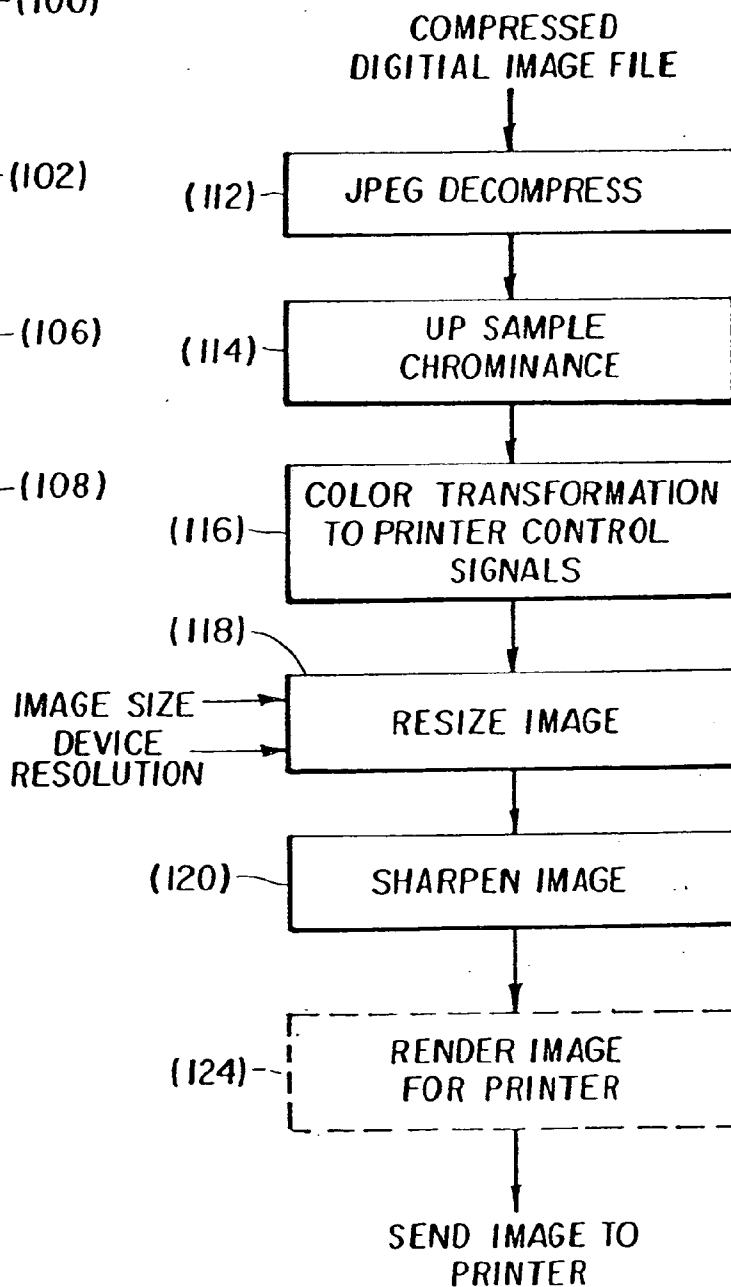 (100)
COMPRESSED
DIGITIAL IMAGE FILE
(102)
(112)
JPEG DECOMPRESS
(106)
(114)
UP SAMPLE
CHROMINANCE
(108)
(116)
COLOR TRANSFORMATION
TO PRINTER CONTROL
SIGNALS
(118)
IMAGE SIZE
DEVICE
RESOLUTION
RESIZE IMAGE
(120)
SHARPEN IMAGE
(124)
RENDER IMAGE
FOR PRINTER
SEND IMAGE TO
PRINTER